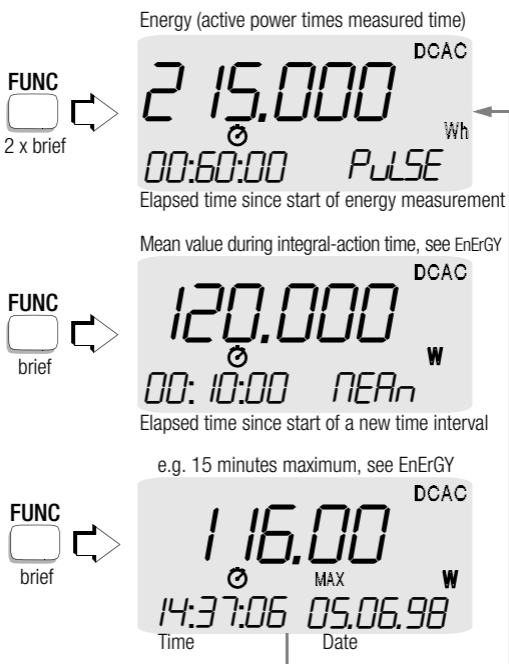 Energy (active power times measured time)
DCAC
FUNC
215.000
Wh
2 x brief
00:60:00 PuLSE
Elapsed time since start of energy measurement
Mean value during integral-action time, see EnErGY
DCAC
FUNC
120.000
W
brief
00:10:00 MEAn
Elapsed time since start of a new time interval
e.g. 15 minutes maximum, see EnErGY
DCAC
FUNC
116.00
MAX W
brief
14:37:06 05.06.98
Time Date